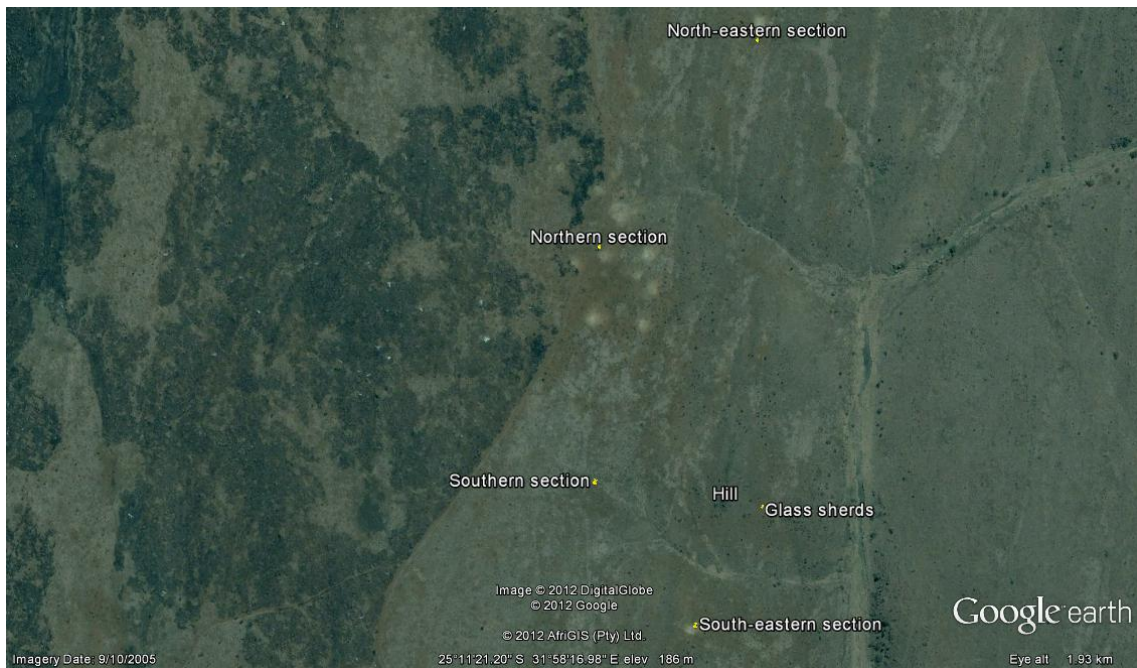 North-eastern section
Northern section
Southern section
Hill
Glass sherds
Image © 2012 DigitalGlobe
© 2012 Google
© 2012 AfriGIS (Pty) Ltd.
South-eastern section
Google earth
Imagery Date: 9/10/2005
25°11'21.20" S 31°58'16.98" E elev 186 m
Eye alt 1.93 km